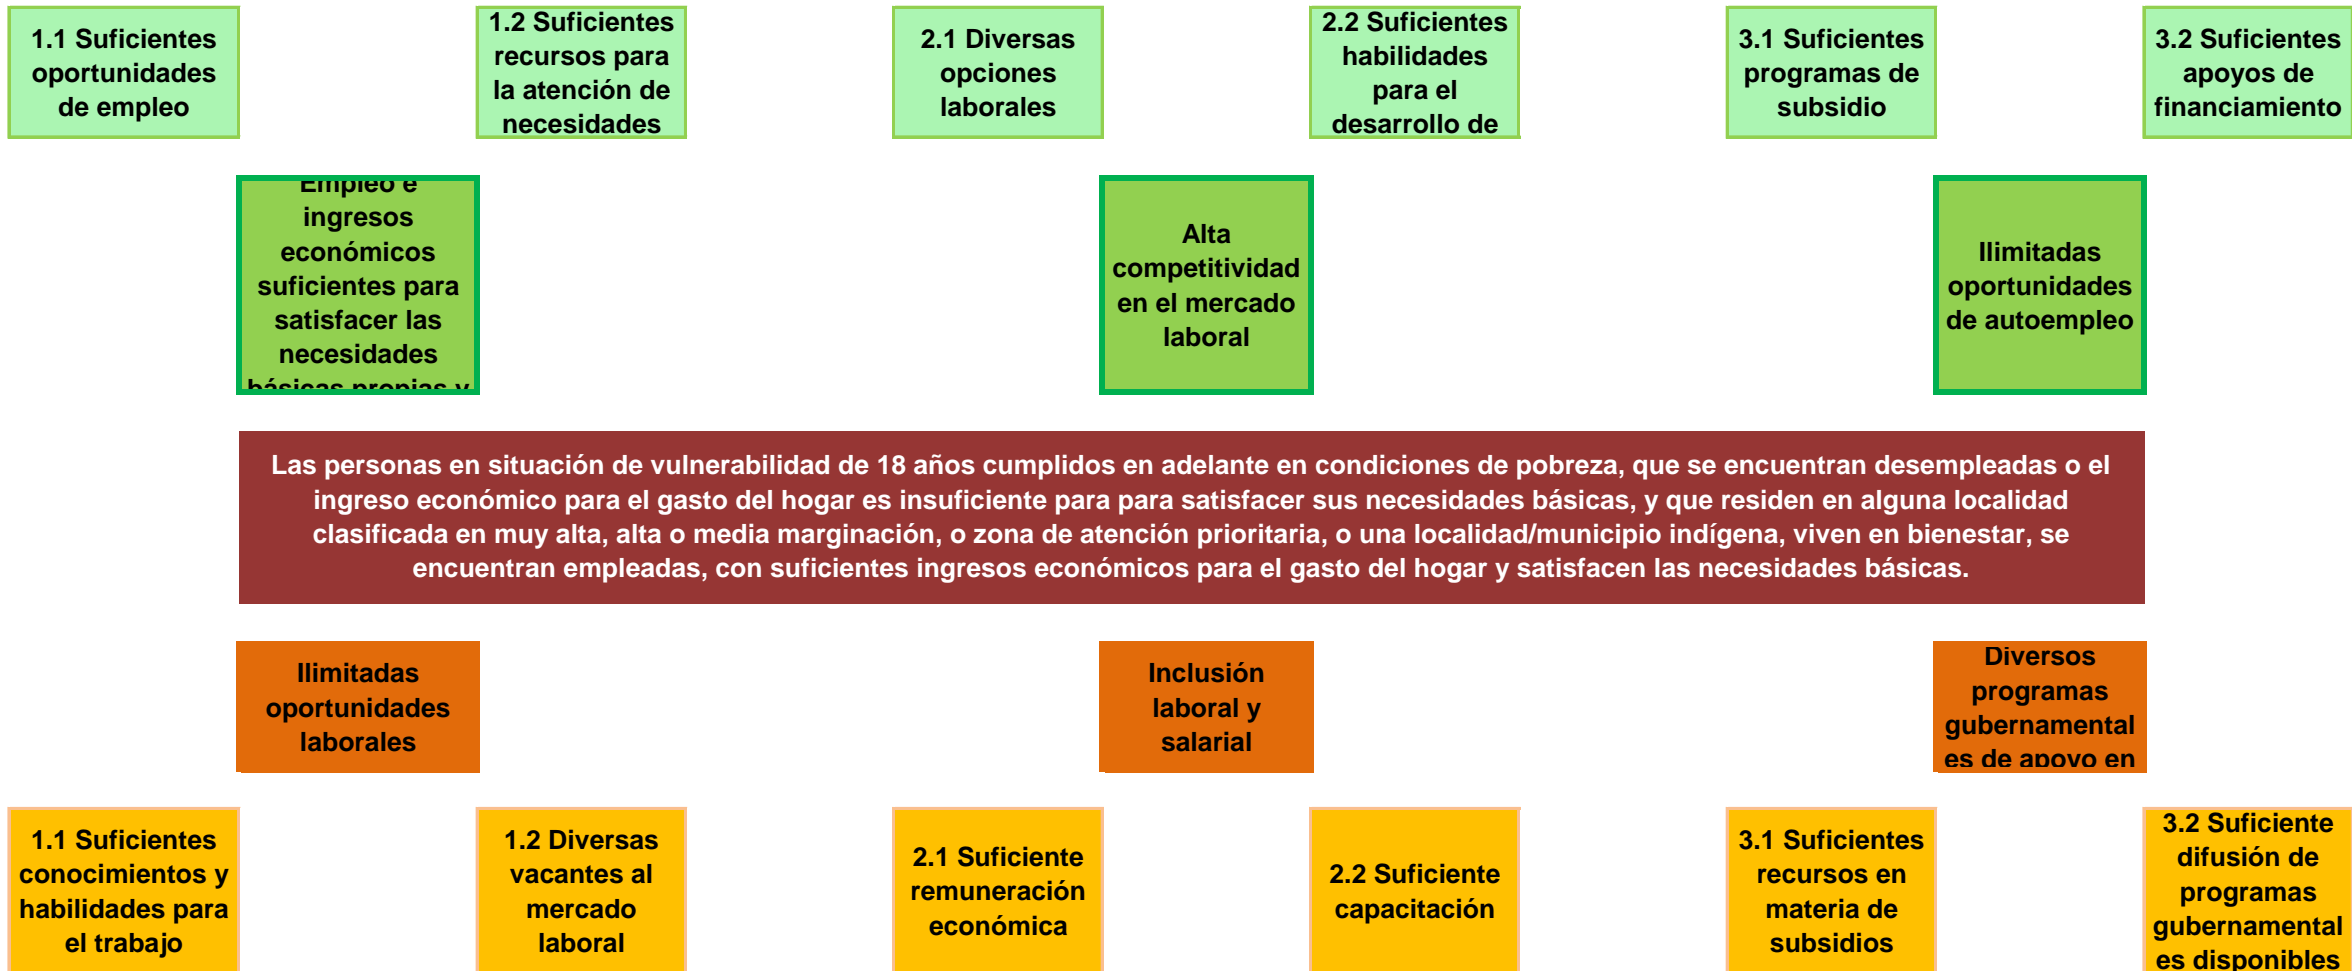 1.1 Suficientes
oportunidades
de empleo
1.2 Suficientes
recursos para
la atención de
necesidades
2.1 Diversas
opciones
laborales
2.2 Suficientes
habilidades
para el
desarrollo de
3.1 Suficientes
programas de
subsidio
3.2 Suficientes
apoyos de
financiamiento
Empleo e
ingresos
económicos
suficientes para
satisfacer las
necesidades
básicas propias y
Alta
competitividad
en el mercado
laboral
Ilimitadas
oportunidades
de autoempleo
Las personas en situación de vulnerabilidad de 18 años cumplidos en adelante en condiciones de pobreza, que se encuentran desempleadas o el
ingreso económico para el gasto del hogar es insuficiente para para satisfacer sus necesidades básicas, y que residen en alguna localidad
clasificada en muy alta, alta o media marginación, o zona de atención prioritaria, o una localidad/municipio indígena, viven en bienestar, se
encuentran empleadas, con suficientes ingresos económicos para el gasto del hogar y satisfacen las necesidades básicas.
Ilimitadas
oportunidades
laborales
Inclusión
laboral y
salarial
Diversos
programas
gubernamental
es de apoyo en
1.1 Suficientes
conocimientos y
habilidades para
el trabajo
1.2 Diversas
vacantes al
mercado
laboral
2.1 Suficiente
remuneración
económica
2.2 Suficiente
capacitación
3.1 Suficientes
recursos en
materia de
subsidios
3.2 Suficiente
difusión de
programas
gubernamental
es disponibles